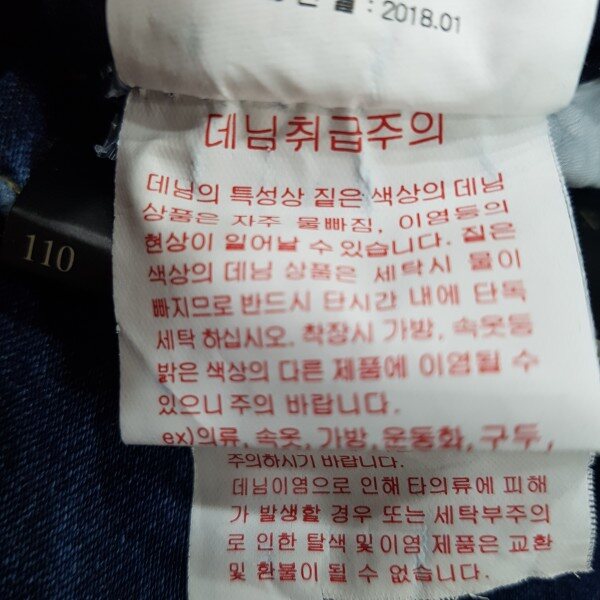 월 : 2018.01
데님취급주의
데님의 특성상 짙은 색상의 데님
상품은 자주 물빠짐, 이염등의
현상이 일어날 수 있습니다. 짙은
색상의 데님 상품은 세탁시 물이
빠지므로 반드시 단시간 내에 단독
세탁 하십시오. 착장시 가방, 속옷등
밝은 색상의 다른 제품에 이염될 수
있으니 주의 바랍니다.
ex)의류, 속옷, 가방, 운동화, 구두,
주의하시기 바랍니다.
데님이염으로 인해 타의류에 피해
가 발생할 경우 또는 세탁부주의
로 인한 탈색 및 이염 제품은 교환
및 환불이 될 수 없습니다.
110